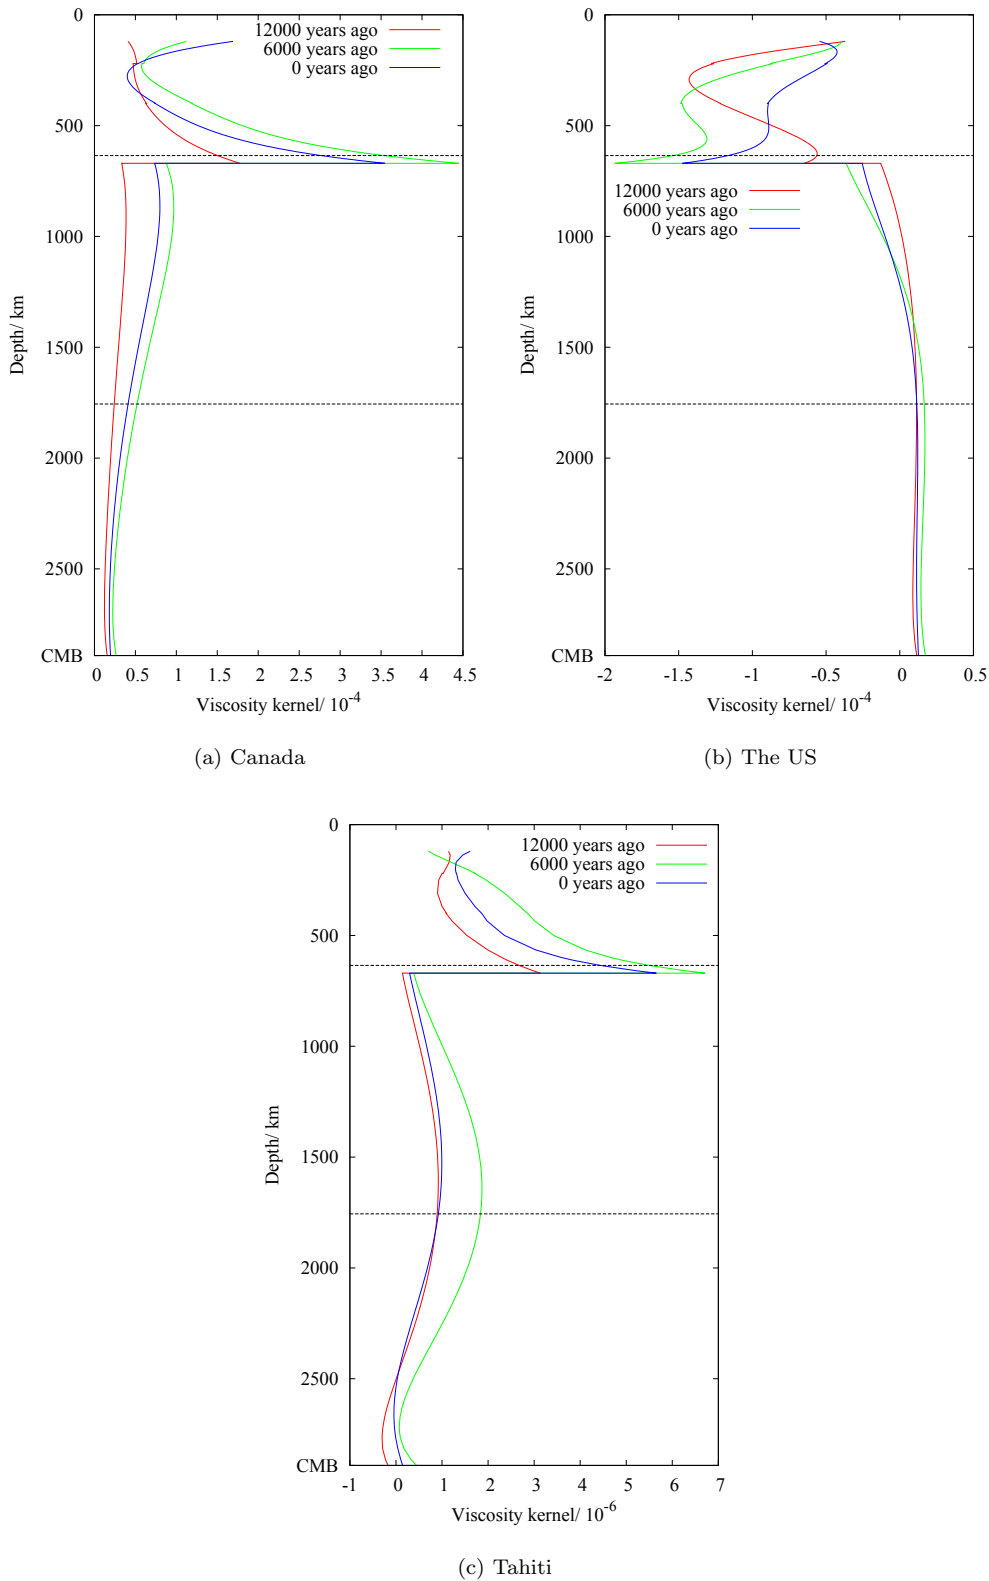 0
500
1000
1500
2000
2500
CMB
Depth/ km
12000 years ago
6000 years ago
0 years ago
0 0.5 1 1.5 2 2.5 3 3.5 4 4.5
Viscosity kernel/ 10^-4
(a) Canada
0
500
1000
1500
2000
2500
CMB
Depth/ km
12000 years ago
6000 years ago
0 years ago
-2 -1.5 -1 -0.5 0 0.5
Viscosity kernel/ 10^-4
(b) The US
0
500
1000
1500
2000
2500
CMB
Depth/ km
12000 years ago
6000 years ago
0 years ago
-1 0 1 2 3 4 5 6 7
Viscosity kernel/ 10^-6
(c) Tahiti